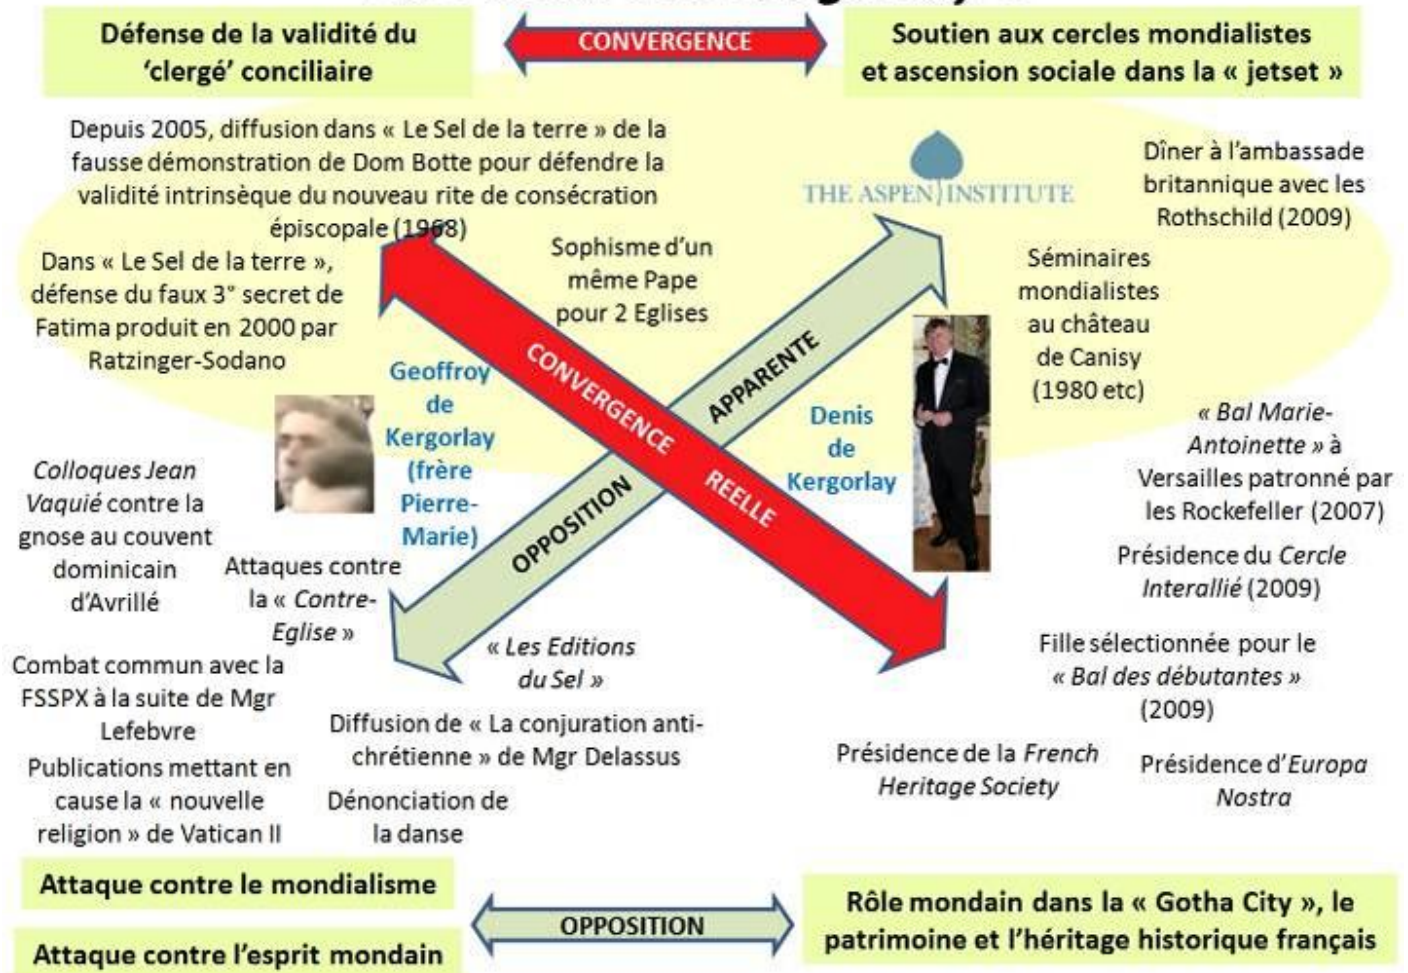 Défense de la validité du
‘clergé’ conciliaire
CONVERGENCE
Soutien aux cercles mondialistes
et ascension sociale dans la « jetset »
Depuis 2005, diffusion dans « Le Sel de la terre » de la
fausse démonstration de Dom Botte pour défendre la
validité intrinsèque du nouveau rite de consécration
épiscopale (1968)
THE ASPEN INSTITUTE
Dîner à l’ambassade
britannique avec les
Rothschild (2009)
Dans « Le Sel de la terre »,
défense du faux 3° secret de
Fatima produit en 2000 par
Ratzinger-Sodano
Sophisme d’un
même Pape
pour 2 Eglises
Séminaires
mondialistes
au château
de Canisy
(1980 etc)
Geoffroy
de
Kergorlay
(frère
Pierre-
Marie)
CONVERGENCE REELLE
OPPOSITION APPARENTE
Denis
de
Kergorlay
« Bal Marie-
Antoinette » à
Versailles patronné par
les Rockefeller (2007)
Colloques Jean
Vaquié contre la
gnose au couvent
dominicain
d’Avrillé
Attaques contre
la « Contre-
Eglise »
Présidence du Cercle
Interallié (2009)
Combat commun avec la
FSSPX à la suite de Mgr
Lefebvre
« Les Editions
du Sel »
Fille sélectionnée pour le
« Bal des débutantes »
(2009)
Diffusion de « La conjuration anti-
chrétienne » de Mgr Delassus
Publications mettant en
cause la « nouvelle
religion » de Vatican II
Dénonciation de
la danse
Présidence de la French
Heritage Society
Présidence d’Europa
Nostra
Attaque contre le mondialisme
Attaque contre l’esprit mondain
OPPOSITION
Rôle mondain dans la « Gotha City », le
patrimoine et l’héritage historique français